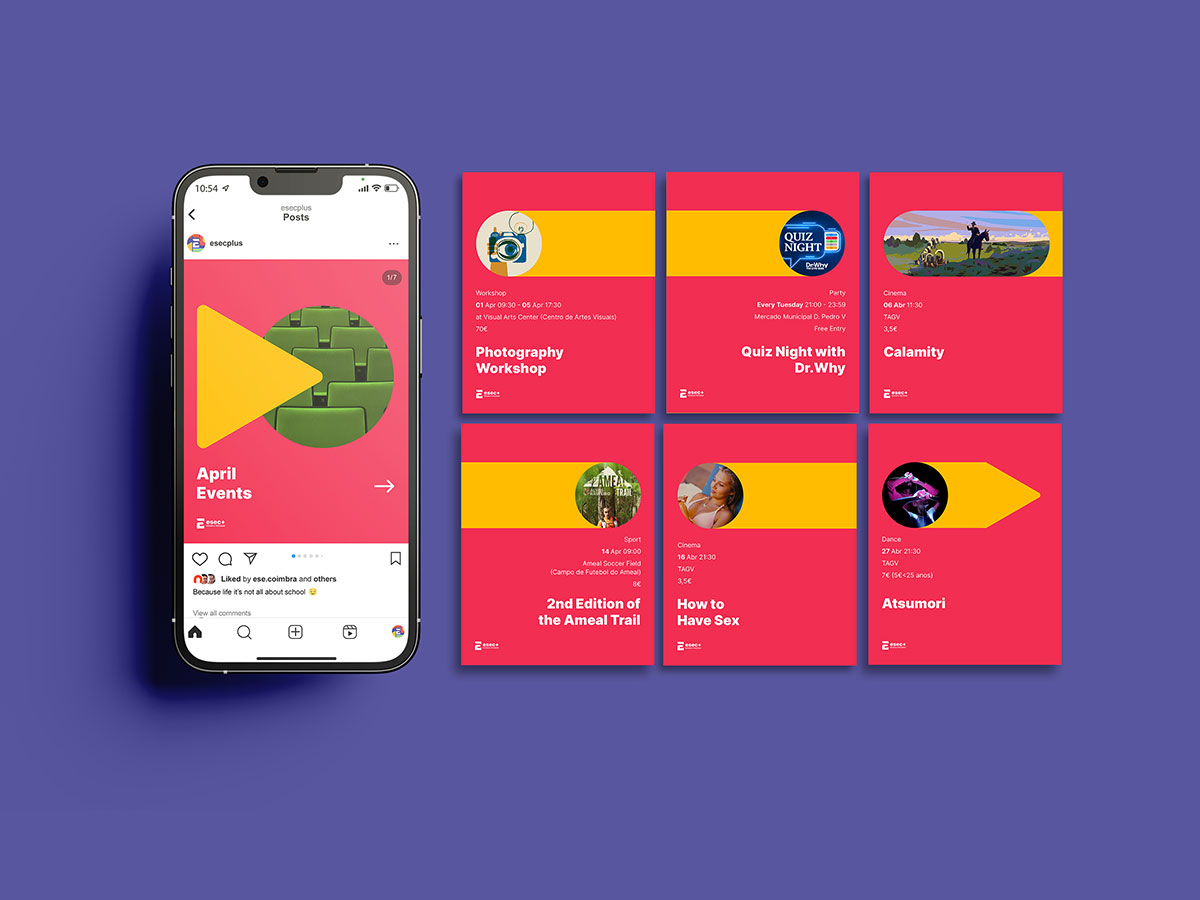 10:54
esecplus
Posts
esecplus
1/7
April
Events
esec+
Liked by ese.coimbra and others
Because life it's not all about school 😌
View all comments
Workshop
01 Apr 09:30 - 05 Apr 17:30
at Visual Arts Center (Centro de Artes Visuais)
70€
Photography
Workshop
esec+
QUIZ
NIGHT
Dr.Why
Party
Every Tuesday 21:00 - 23:59
Mercado Municipal D. Pedro V
Free Entry
Quiz Night with
Dr.Why
esec+
Cinema
06 Abr 11:30
TAGV
3,5€
Calamity
esec+
AMEAL
TRAIL
Sport
14 Apr 09:00
Ameal Soccer Field
(Campo de Futebol do Ameal)
8€
2nd Edition of
the Ameal Trail
esec+
Cinema
16 Abr 21:30
TAGV
3,5€
How to
Have Sex
esec+
Dance
27 Abr 21:30
TAGV
7€ (5€<25 anos)
Atsumori
esec+